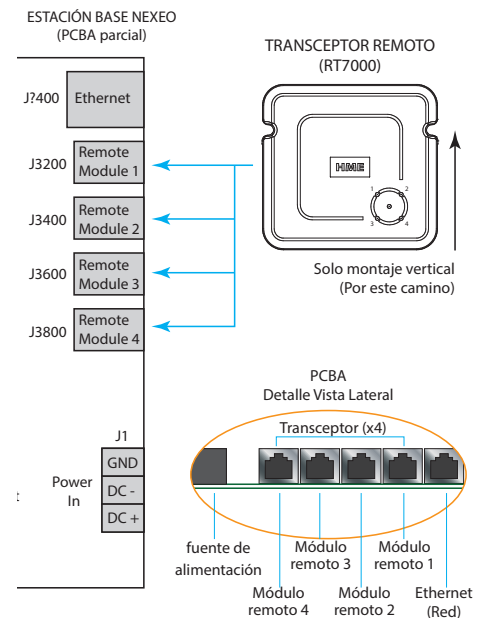 ESTACIÓN BASE NEXEO
(PCBA parcial)
TRANSCEPTOR REMOTO
(RT7000)
J?400
Ethernet
J3200
Remote
Module 1
J3400
Remote
Module 2
J3600
Remote
Module 3
J3800
Remote
Module 4
HME
1
2
3
4
Solo montaje vertical
(Por este camino)
J1
GND
DC -
DC +
Power
In
t
PCBA
Detalle Vista Lateral
Transceptor (x4)
fuente de
alimentación
Módulo
remoto 4
Módulo
remoto 3
Módulo
remoto 2
Módulo
remoto 1
Ethernet
(Red)